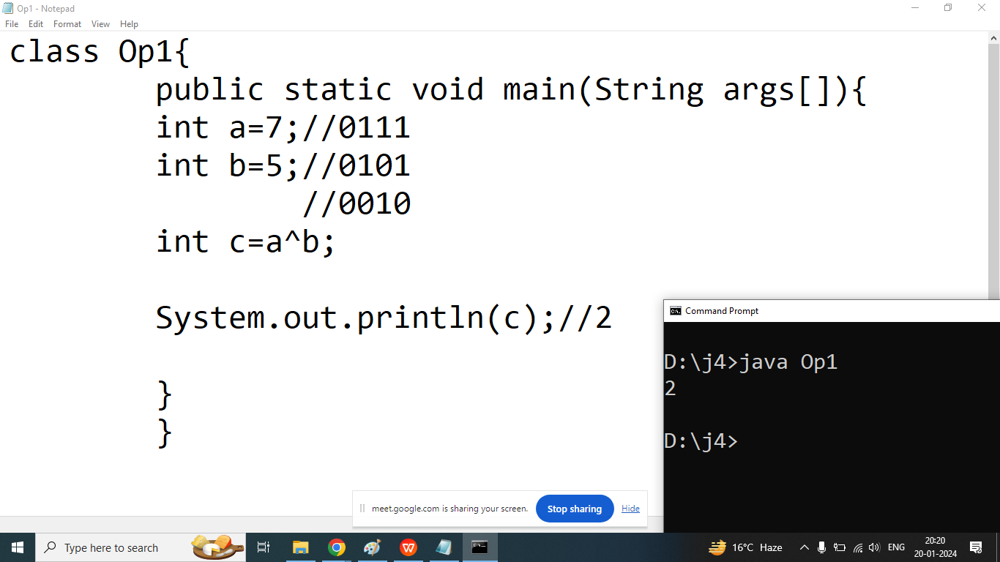 Op1 - Notepad
File Edit Format View Help
class Op1{
public static void main(String args[]){
int a=7;//0111
int b=5;//0101
//0010
int c=a^b;
System.out.println(c);//2
}
}
Command Prompt
D:\j4>java Op1
2
D:\j4>
meet.google.com is sharing your screen. Stop sharing Hide
Type here to search
16°C Haze
ENG
20:20
20-01-2024